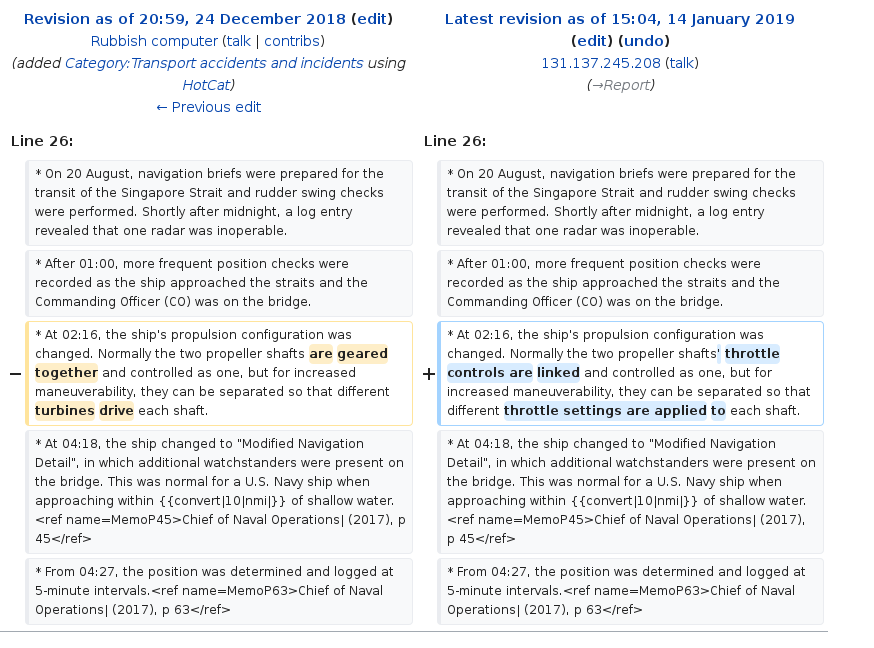 Revision as of 20:59, 24 December 2018 (edit)
Rubbish computer (talk | contribs)
(added Category:Transport accidents and incidents using
HotCat)
← Previous edit
Latest revision as of 15:04, 14 January 2019
(edit) (undo)
131.137.245.208 (talk)
(→Report)
Line 26:
* On 20 August, navigation briefs were prepared for the
transit of the Singapore Strait and rudder swing checks
were performed. Shortly after midnight, a log entry
revealed that one radar was inoperable.
* After 01:00, more frequent position checks were
recorded as the ship approached the straits and the
Commanding Officer (CO) was on the bridge.
− * At 02:16, the ship's propulsion configuration was
changed. Normally the two propeller shafts are geared
together and controlled as one, but for increased
maneuverability, they can be separated so that different
turbines drive each shaft.
* At 04:18, the ship changed to "Modified Navigation
Detail", in which additional watchstanders were present on
the bridge. This was normal for a U.S. Navy ship when
approaching within {{convert|10|nmi|}} of shallow water.
<ref name=MemoP45>Chief of Naval Operations| (2017), p
45</ref>
* From 04:27, the position was determined and logged at
5-minute intervals.<ref name=MemoP63>Chief of Naval
Operations| (2017), p 63</ref>
Line 26:
* On 20 August, navigation briefs were prepared for the
transit of the Singapore Strait and rudder swing checks
were performed. Shortly after midnight, a log entry
revealed that one radar was inoperable.
* After 01:00, more frequent position checks were
recorded as the ship approached the straits and the
Commanding Officer (CO) was on the bridge.
+ * At 02:16, the ship's propulsion configuration was
changed. Normally the two propeller shafts' throttle
controls are linked and controlled as one, but for
increased maneuverability, they can be separated so that
different throttle settings are applied to each shaft.
* At 04:18, the ship changed to "Modified Navigation
Detail", in which additional watchstanders were present on
the bridge. This was normal for a U.S. Navy ship when
approaching within {{convert|10|nmi|}} of shallow water.
<ref name=MemoP45>Chief of Naval Operations| (2017),
p 45</ref>
* From 04:27, the position was determined and logged at
5-minute intervals.<ref name=MemoP63>Chief of Naval
Operations| (2017), p 63</ref>